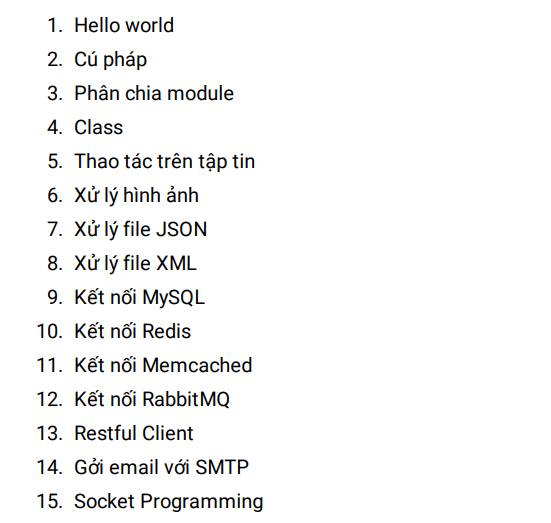 1. Hello world
2. Cú pháp
3. Phân chia module
4. Class
5. Thao tác trên tập tin
6. Xử lý hình ảnh
7. Xử lý file JSON
8. Xử lý file XML
9. Kết nối MySQL
10. Kết nối Redis
11. Kết nối Memcached
12. Kết nối RabbitMQ
13. Restful Client
14. Gởi email với SMTP
15. Socket Programming